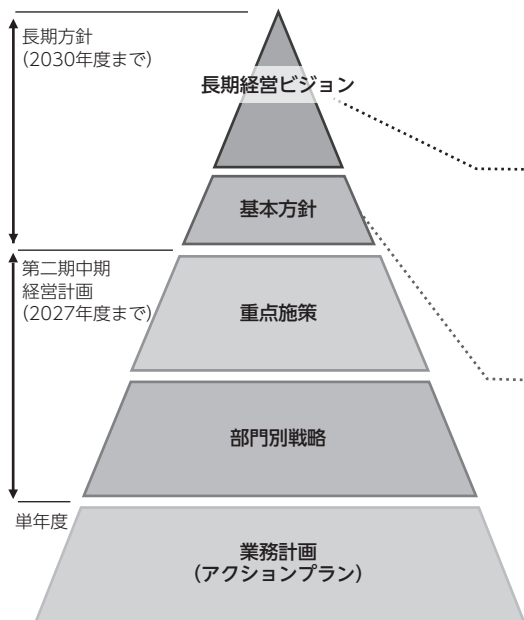 長期方針
(2030年度まで)
長期経営ビジョン
基本方針
第二期中期
経営計画
(2027年度まで)
重点施策
部門別戦略
単年度
業務計画
(アクションプラン)